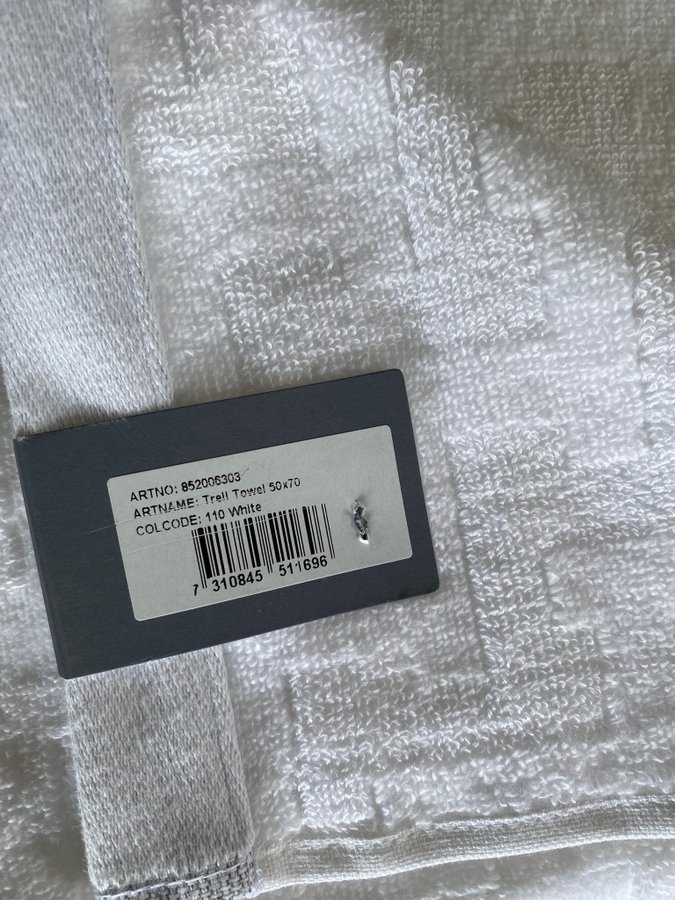 ARTNO: 852006303
ARTNAME: Trell Towel 50x70
COLCODE: 110 White
7 310845 511696